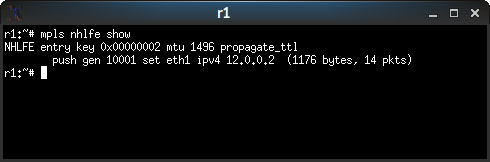 r1
r1:~# mpls nhlfe show
NHLFE entry key 0x00000002 mtu 1496 propagate_ttl
push gen 10001 set eth1 ipv4 12.0.0.2  (1176 bytes, 14 pkts)
r1:~#